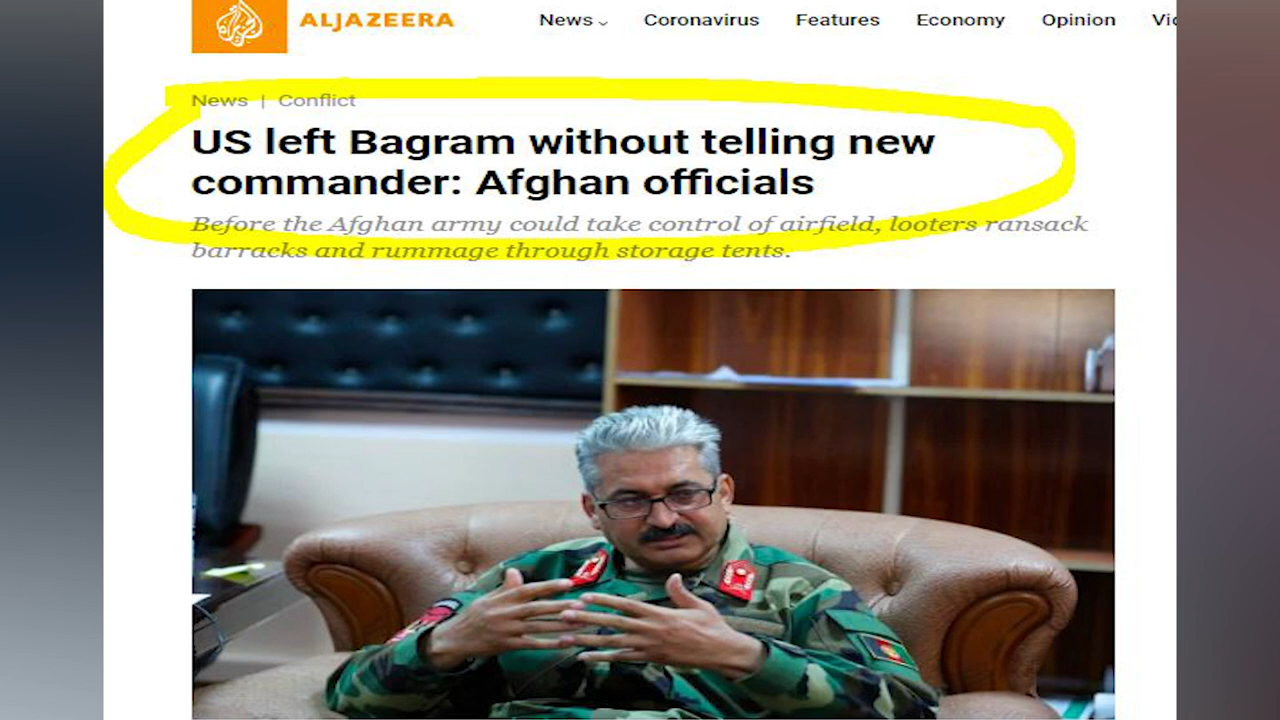 ALJAZEERA
News Coronavirus Features Economy Opinion
News | Conflict
US left Bagram without telling new
commander: Afghan officials
Before the Afghan army could take control of airfield, looters ransack
barracks and rummage through storage tents.